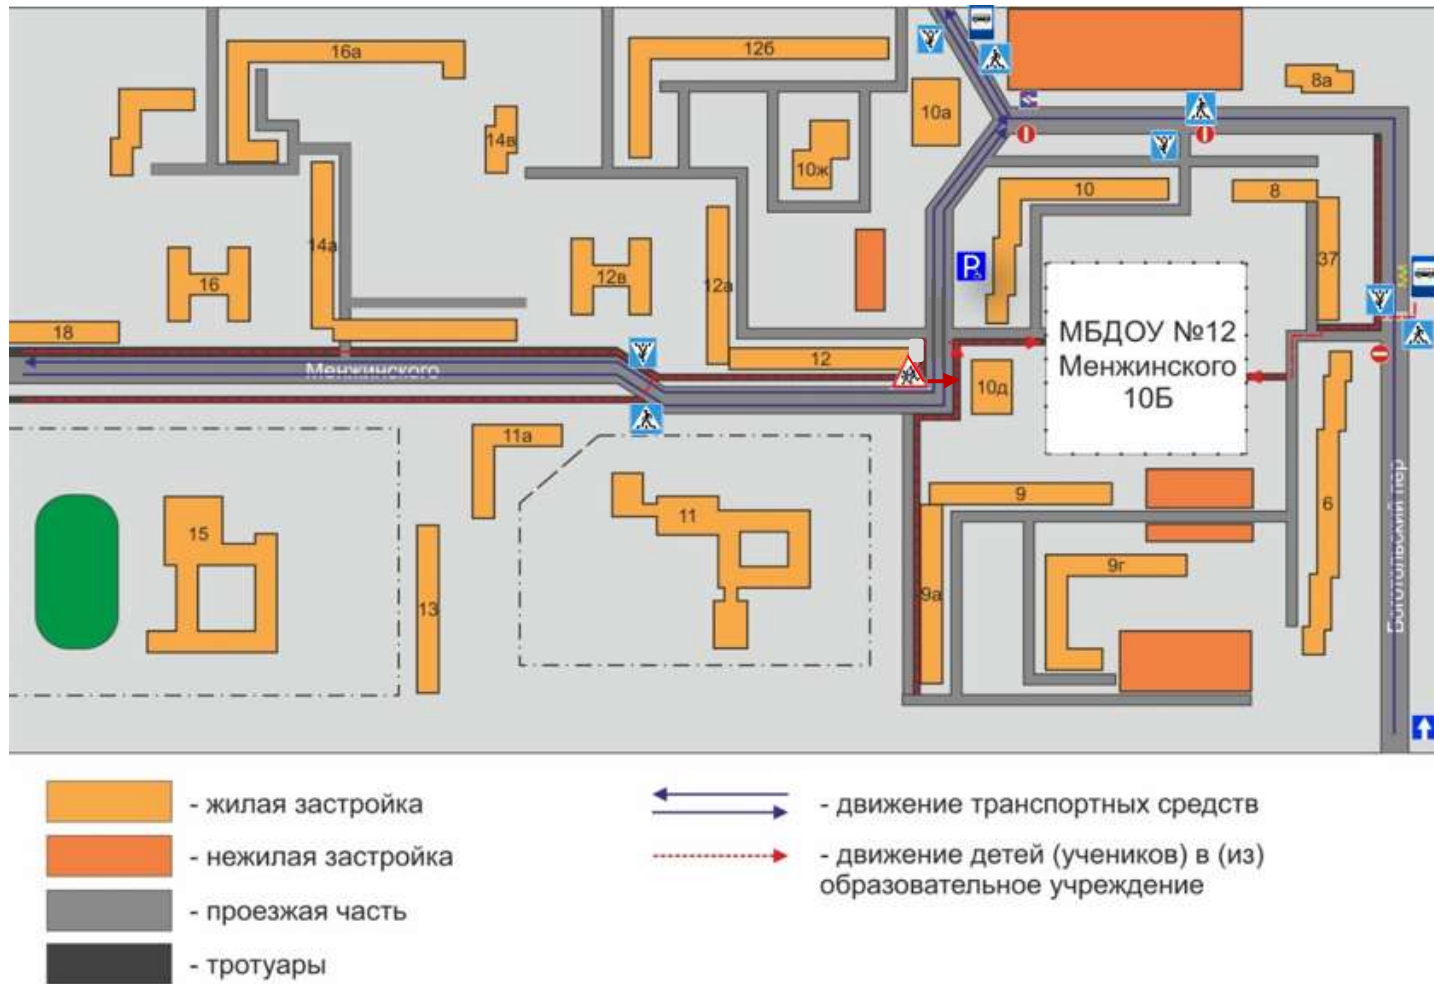 16а
12б
8а
10а
14в
10ж
10
8
14а
12в
12а
37
16
18
МБДОУ №12
Менжинского
10Б
12
Менжинского
10д
11а
9
6
11
15
9г
9а
13
Боготольский пер
P
- жилая застройка
- движение транспортных средств
- нежилая застройка
- движение детей (учеников) в (из)
образовательное учреждение
- проезжая часть
- тротуары